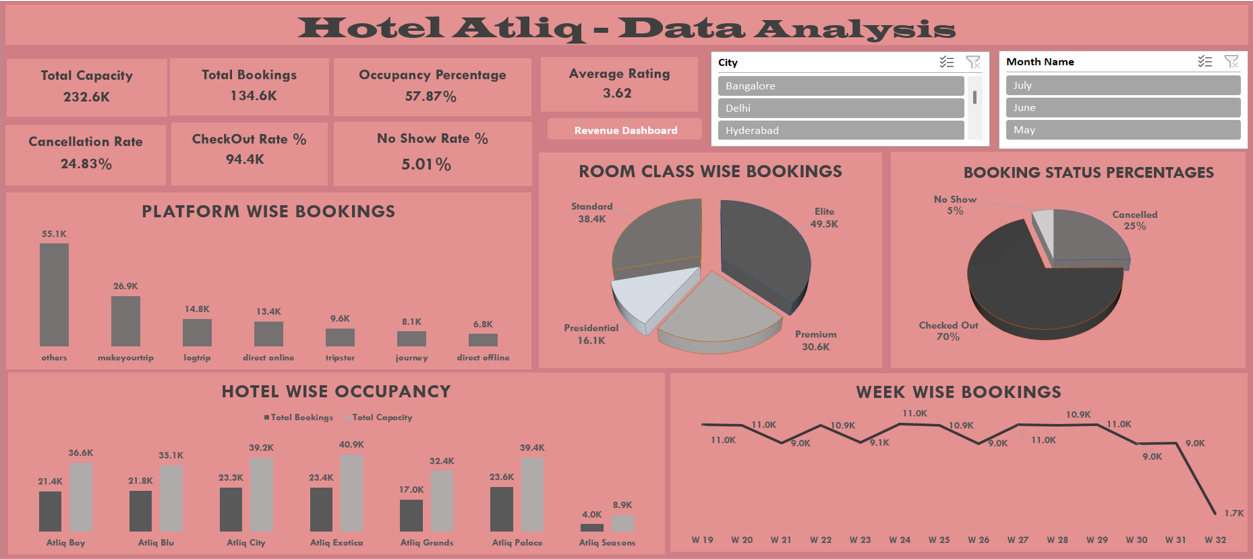 Hotel Atliq - Data Analysis
Total Capacity
232.6K
Total Bookings
134.6K
Occupancy Percentage
57.87%
Average Rating
3.62
City
Bangalore
Delhi
Hyderabad
Month Name
July
June
May
Cancellation Rate
24.83%
CheckOut Rate %
94.4K
No Show Rate %
5.01%
Revenue Dashboard
PLATFORM WISE BOOKINGS
55.1K
26.9K
14.8K
13.4K
9.6K
8.1K
6.8K
others
makeyourtrip
logtrip
direct online
tripster
journey
direct offline
ROOM CLASS WISE BOOKINGS
Standard
38.4K
Elite
49.5K
Presidential
16.1K
Premium
30.6K
BOOKING STATUS PERCENTAGES
No Show
5%
Cancelled
25%
Checked Out
70%
HOTEL WISE OCCUPANCY
Total Bookings Total Capacity
21.4K
36.6K
21.8K
35.1K
23.3K
39.2K
23.4K
40.9K
17.0K
32.4K
23.6K
39.4K
4.0K
8.9K
Atliq Bay
Atliq Blu
Atliq City
Atliq Exotica
Atliq Grands
Atliq Palace
Atliq Seasons
WEEK WISE BOOKINGS
11.0K
11.0K
9.0K
10.9K
9.1K
11.0K
10.9K
9.0K
11.0K
10.9K
11.0K
9.0K
9.0K
1.7K
W 19
W 20
W 21
W 22
W 23
W 24
W 25
W 26
W 27
W 28
W 29
W 30
W 31
W 32